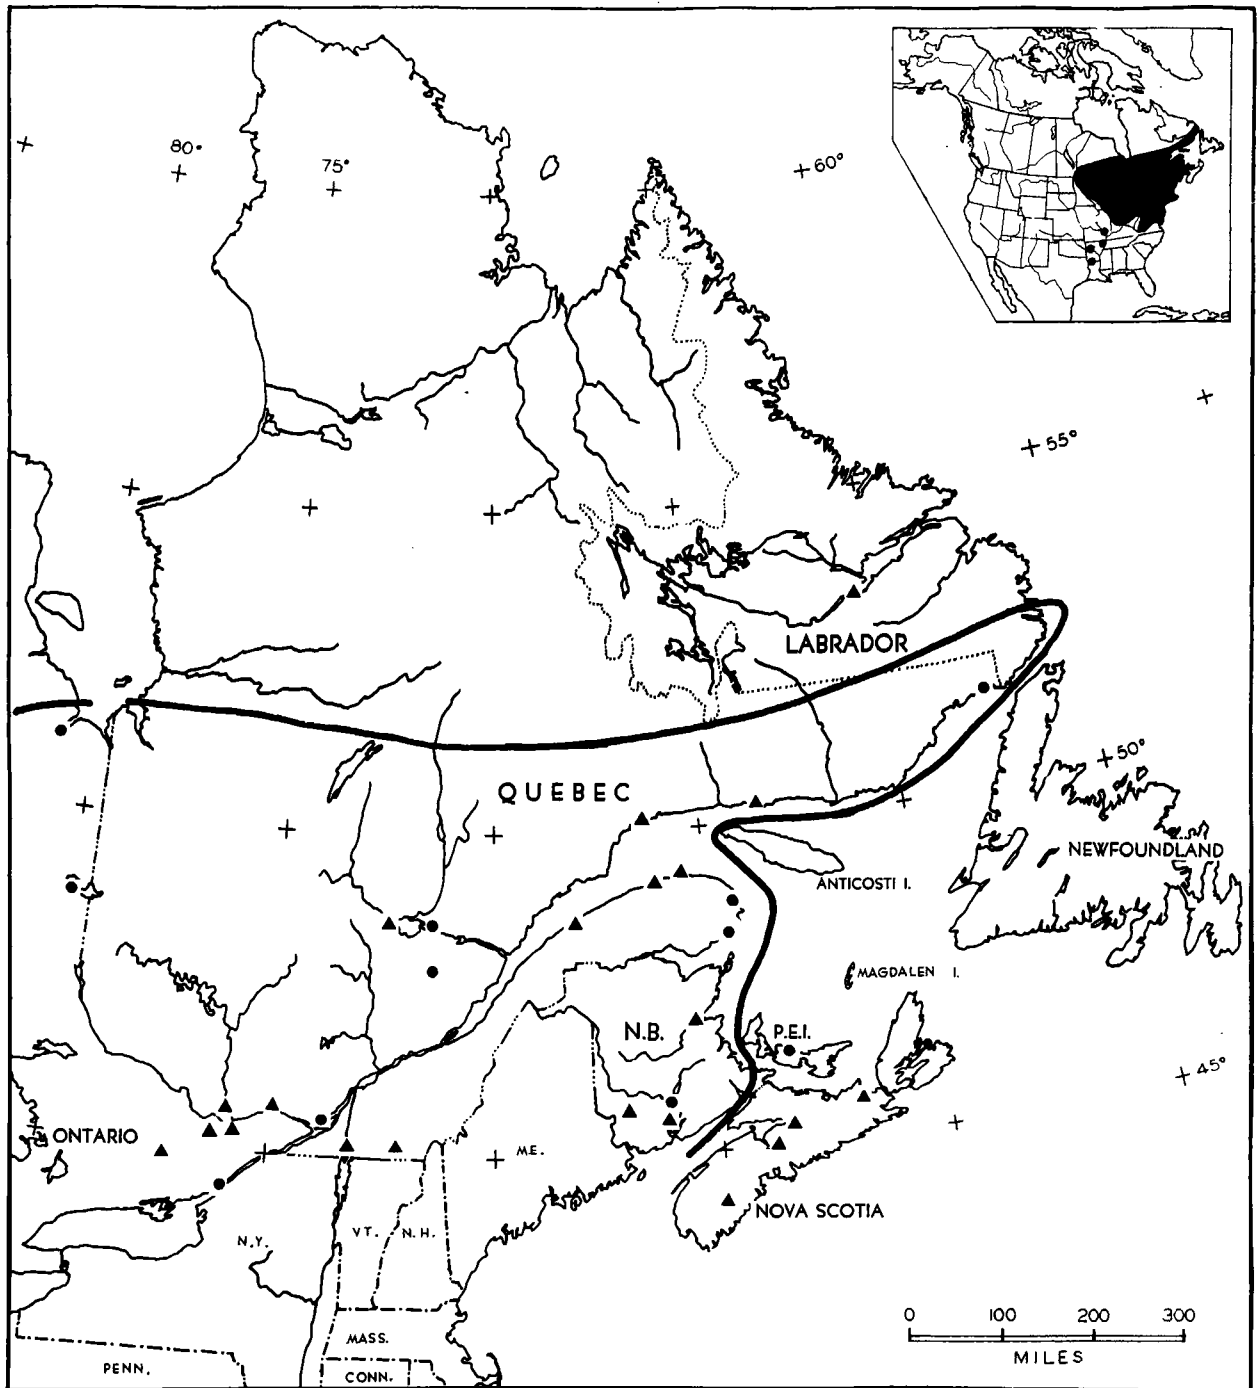 80°
75°
60°
55°
LABRADOR
50°
QUEBEC
NEWFOUNDLAND
ANTICOSTI I.
MAGDALEN I.
N.B.
P.E.I.
45°
ONTARIO
M.E.
NOVA SCOTIA
N.Y.
VT.
N.H.
0 100 200 300
MILES
MASS.
PENN.
CONN.